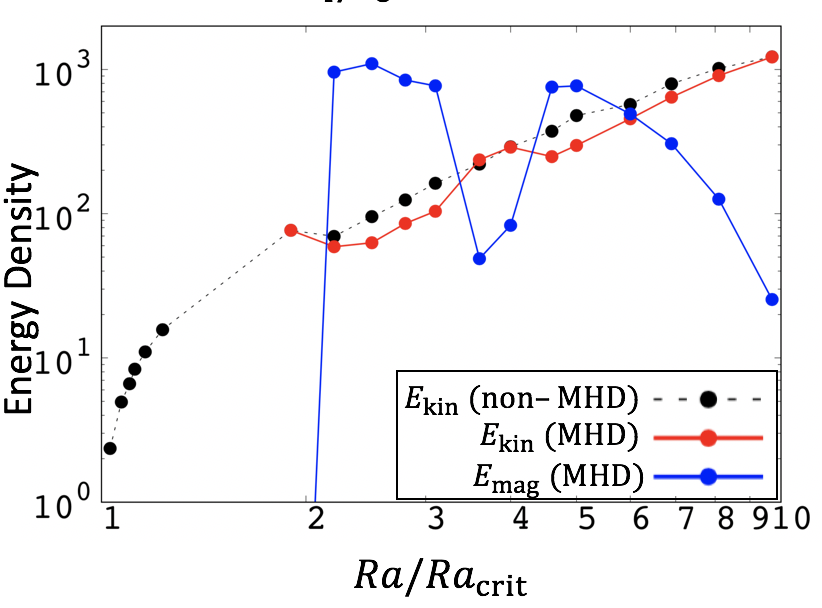 10³
10²
10¹
10⁰
Energy Density
E_kin (non– MHD)
E_kin (MHD)
E_mag (MHD)
1 2 3 4 5 6 7 8 9 10
Ra/Ra_crit